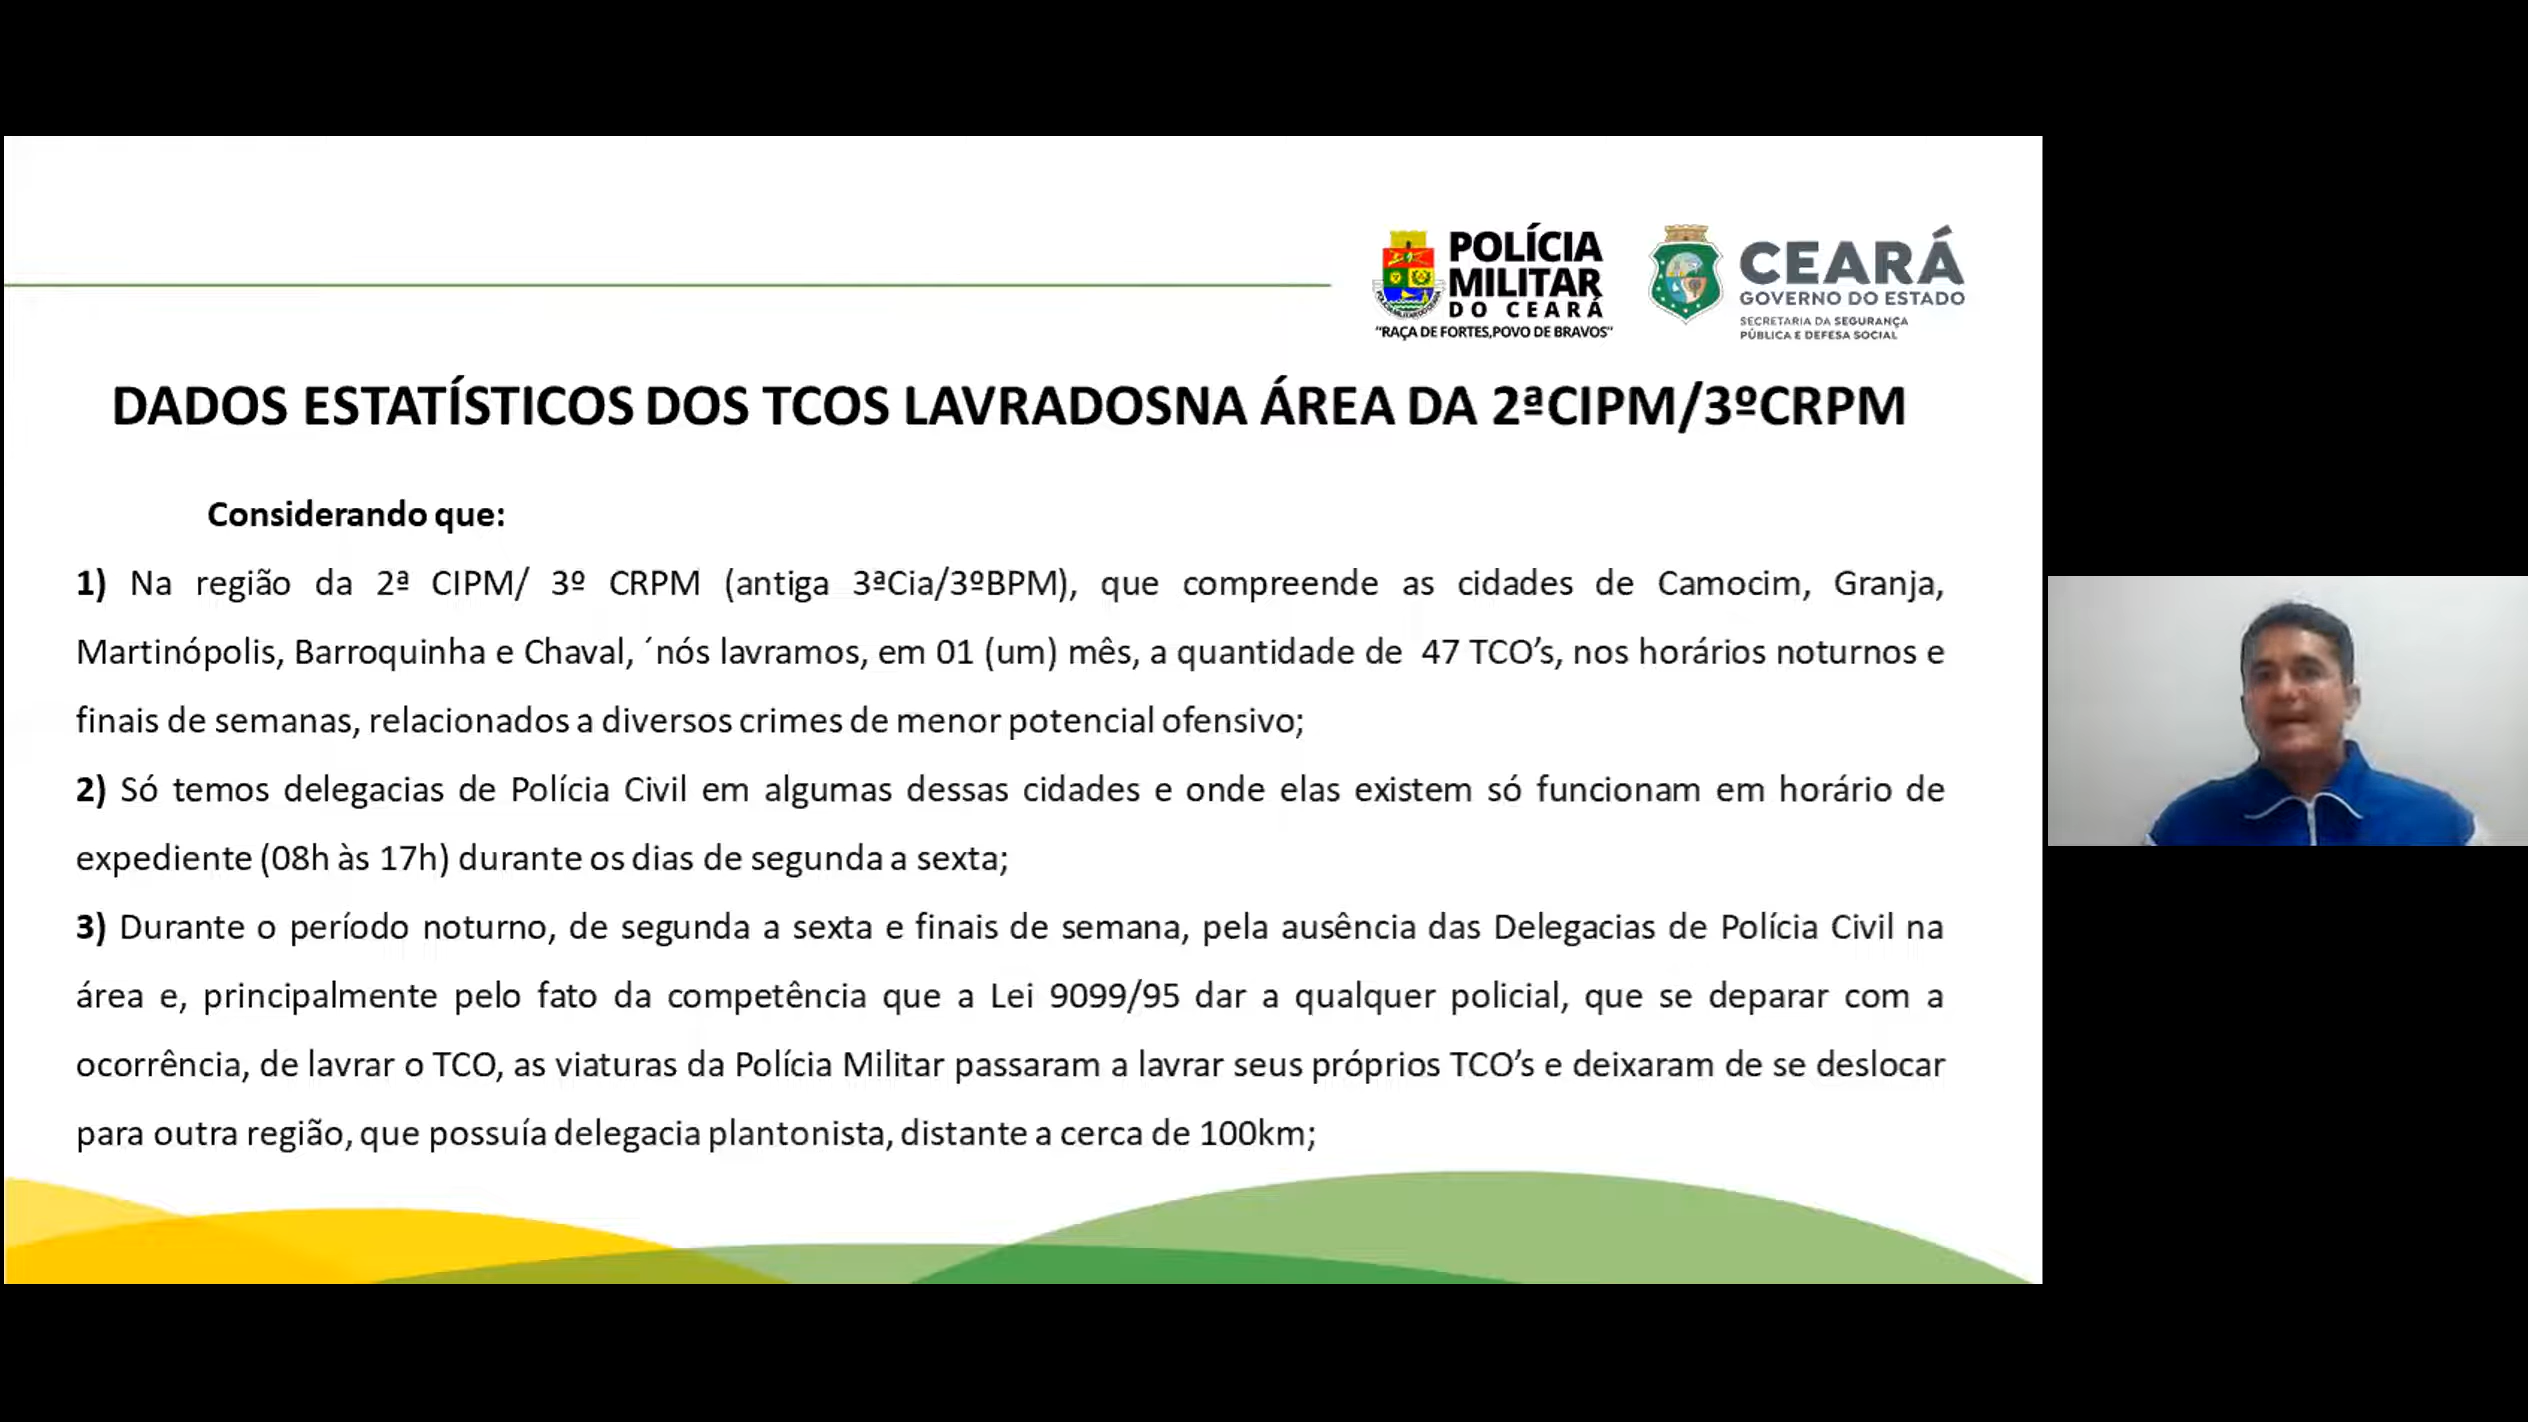 POLÍCIA
MILITAR
DO CEARÁ
"RAÇA DE FORTES,POVO DE BRAVOS"
CEARÁ
GOVERNO DO ESTADO
SECRETARIA DA SEGURANÇA
PÚBLICA E DEFESA SOCIAL
DADOS ESTATÍSTICOS DOS TCOS LAVRADOSNA ÁREA DA 2ªCIPM/3ºCRPM
Considerando que:
1) Na região da 2ª CIPM/ 3º CRPM (antiga 3ªCia/3ºBPM), que compreende as cidades de Camocim, Granja,
Martinópolis, Barroquinha e Chaval, ´nós lavramos, em 01 (um) mês, a quantidade de 47 TCO’s, nos horários noturnos e
finais de semanas, relacionados a diversos crimes de menor potencial ofensivo;
2) Só temos delegacias de Polícia Civil em algumas dessas cidades e onde elas existem só funcionam em horário de
expediente (08h às 17h) durante os dias de segunda a sexta;
3) Durante o período noturno, de segunda a sexta e finais de semana, pela ausência das Delegacias de Polícia Civil na
área e, principalmente pelo fato da competência que a Lei 9099/95 dar a qualquer policial, que se deparar com a
ocorrência, de lavrar o TCO, as viaturas da Polícia Militar passaram a lavrar seus próprios TCO’s e deixaram de se deslocar
para outra região, que possuía delegacia plantonista, distante a cerca de 100km;